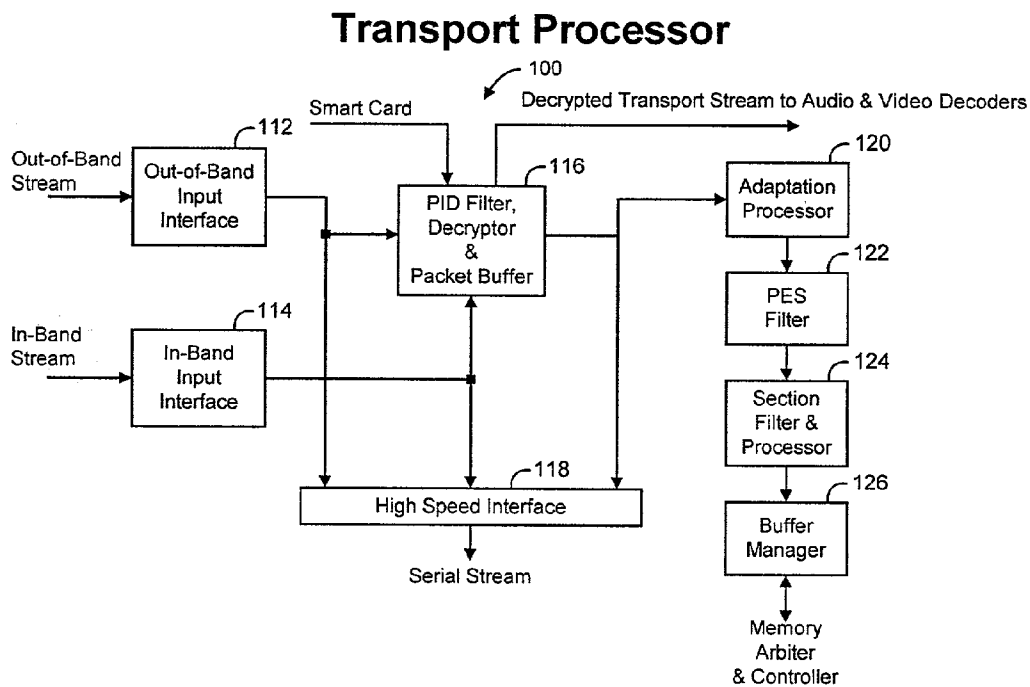 Transport Processor
100
Decrypted Transport Stream to Audio & Video Decoders
Smart Card
112
Out-of-Band
Stream
Out-of-Band
Input
Interface
116
PID Filter,
Decryptor
&
Packet Buffer
120
Adaptation
Processor
122
PES
Filter
114
In-Band
Stream
In-Band
Input
Interface
124
Section
Filter &
Processor
118
High Speed Interface
126
Buffer
Manager
Serial Stream
Memory
Arbiter
& Controller